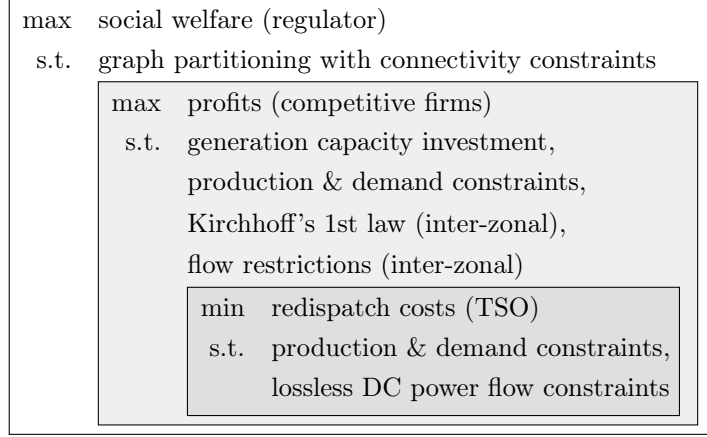 max social welfare (regulator)
s.t. graph partitioning with connectivity constraints
max profits (competitive firms)
s.t. generation capacity investment,
production & demand constraints,
Kirchhoff's 1st law (inter-zonal),
flow restrictions (inter-zonal)
min redispatch costs (TSO)
s.t. production & demand constraints,
lossless DC power flow constraints